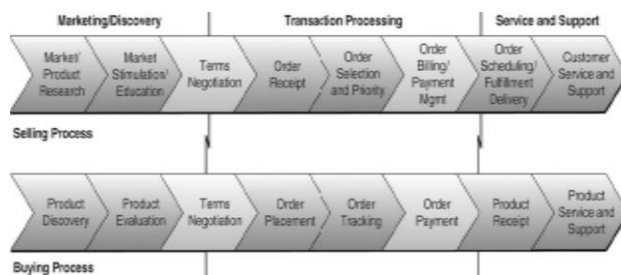 Marketing/Discovery Transaction Processing Service and Support
Market/
Product
Research
Market
Stimulation/
Education
Terms
Negotiation
Order
Receipt
Order
Selection
and Priority
Order
Billing/
Payment
Mgmt
Order
Scheduling/
Fulfillment
Delivery
Customer
Service and
Support
Selling Process
Product
Discovery
Product
Evaluation
Terms
Negotiation
Order
Placement
Order
Tracking
Order
Payment
Product
Receipt
Product
Service and
Support
Buying Process